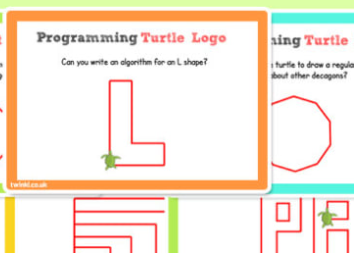 Programming Turtle Logo
Can you write an algorithm for an L shape?
twinkl.co.uk
Turtle
turtle to draw a regula
about other decagons?